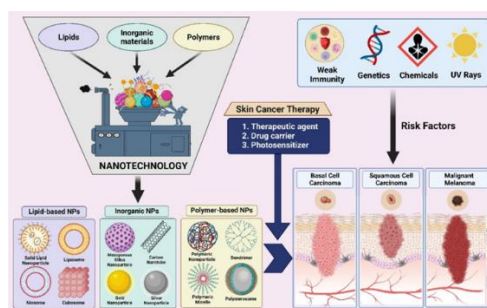 Lipids
Inorganic
materials
Polymers
NANOTECHNOLOGY
Weak
Immunity
Genetics
Chemicals
UV Rays
Risk Factors
Skin Cancer Therapy
1. Therapeutic agent
2. Drug carrier
3. Photosensitizer
Lipid-based NPs
Solid Lipid
Nanoparticle
Liposome
Niosome
Cubosome
Inorganic NPs
Mesoporous
Silica Nanoparticle
Carbon
Nanotube
Gold
Nanoparticle
Silver
Nanoparticle
Polymer-based NPs
Polymeric
Nanoparticle
Dendrimer
Polymeric
Micelle
Polymersome
Basal Cell
Carcinoma
Squamous Cell
Carcinoma
Malignant
Melanoma